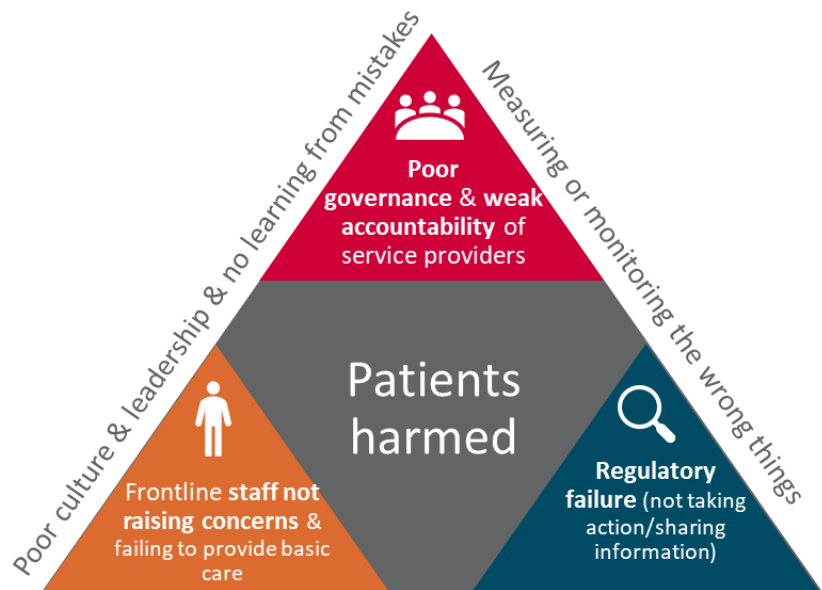 Poor culture & leadership & no learning from mistakes
Measuring or monitoring the wrong things
Poor
governance & weak
accountability of
service providers
Patients
harmed
Frontline staff not
raising concerns &
failing to provide basic
care
Regulatory
failure (not taking
action/sharing
information)